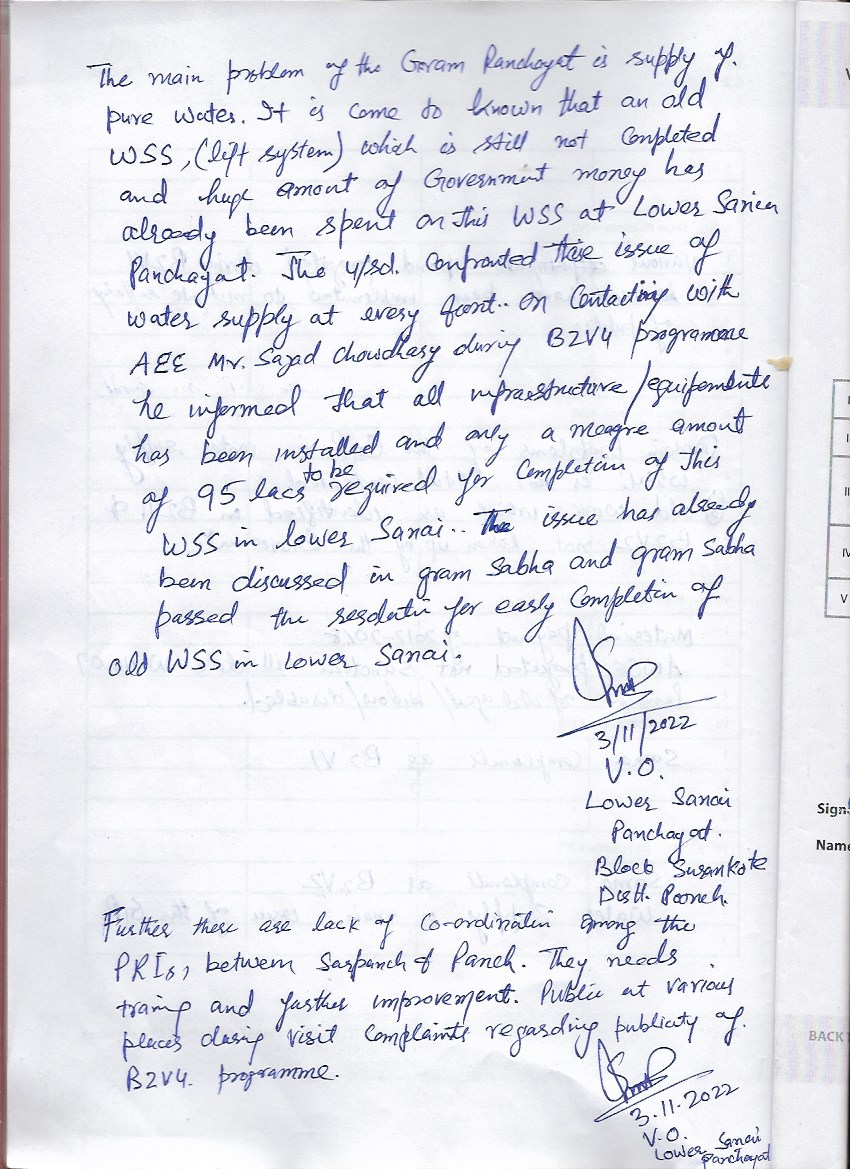 The main problem of the Gram Panchayat is supply of
pure water. It is come to known that an old
WSS, (lift system) which is still not Completed
and huge amount of Government money has
already been spent on this WSS at Lower Sanai
Panchayat. The u/sd. Confronted this issue of
water supply at every front.. on Contacting with
AEE Mr. Sajad Chowdhary during B2V4 programme
he informed that all infrastructure/equipements
has been installed and only a meagre amount
of 95 lacs to be required for Completion of this
WSS in lower Sanai.. The issue has already
been discussed in gram sabha and gram sabha
passed the resolution for early Completion of
old WSS in Lower Sanai.
3/11/2022
V.O.
Lower Sanai
Panchayat.
Block Surankote
Distt. Poonch.
Further there are lack of Co-ordination among the
PRIs, between Sarpanch & Panch. They needs
traing and further improvement. Public at various
places during visit Complaints regarding publicity of
B2V4 programme.
3.11.2022
V.O.
Lower Sanai
Panchayat
Sign
Name
BACK
I
I
II
IV
V
V